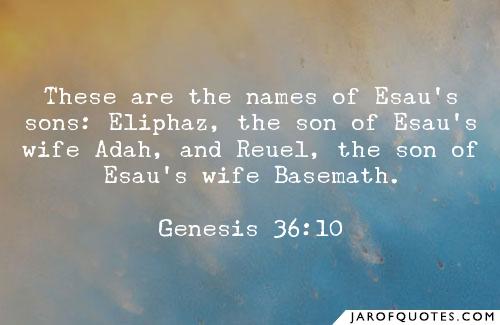 These are the names of Esau's
sons: Eliphaz, the son of Esau's
wife Adah, and Reuel, the son of
Esau's wife Basemath.
Genesis 36:10
JAROFQUOTES.COM